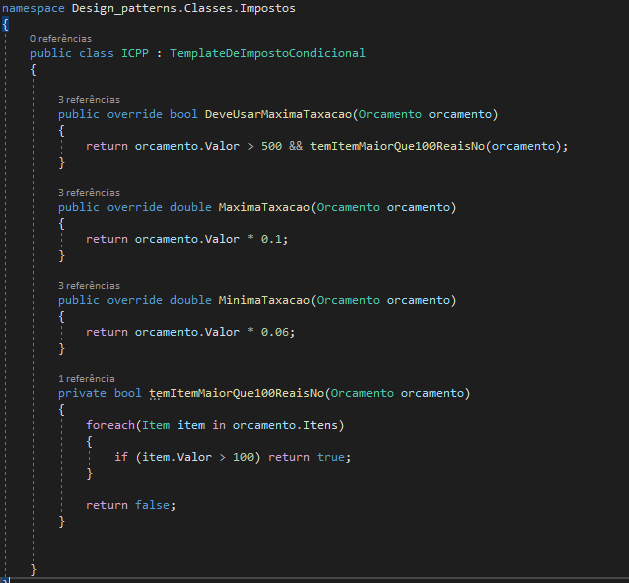 namespace Design_patterns.Classes.Impostos
{
0 referências
public class ICPP : TemplateDeImpostoCondicional
{
3 referências
public override bool DeveUsarMaximaTaxacao(Orcamento orcamento)
{
return orcamento.Valor > 500 && temItemMaiorQue100ReaisNo(orcamento);
}
3 referências
public override double MaximaTaxacao(Orcamento orcamento)
{
return orcamento.Valor * 0.1;
}
3 referências
public override double MinimaTaxacao(Orcamento orcamento)
{
return orcamento.Valor * 0.06;
}
1 referência
private bool temItemMaiorQue100ReaisNo(Orcamento orcamento)
{
foreach(Item item in orcamento.Itens)
{
if (item.Valor > 100) return true;
}
return false;
}
}
}